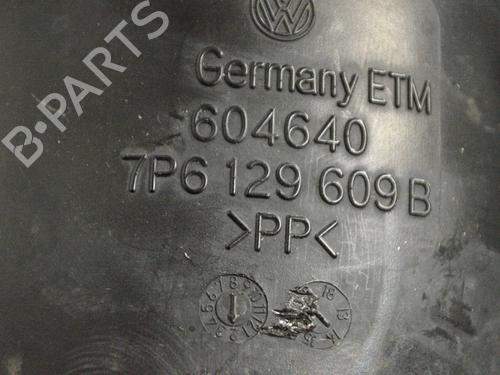 B-PARTS
Germany ETM
604640
7P6 129 609 B
>PP<